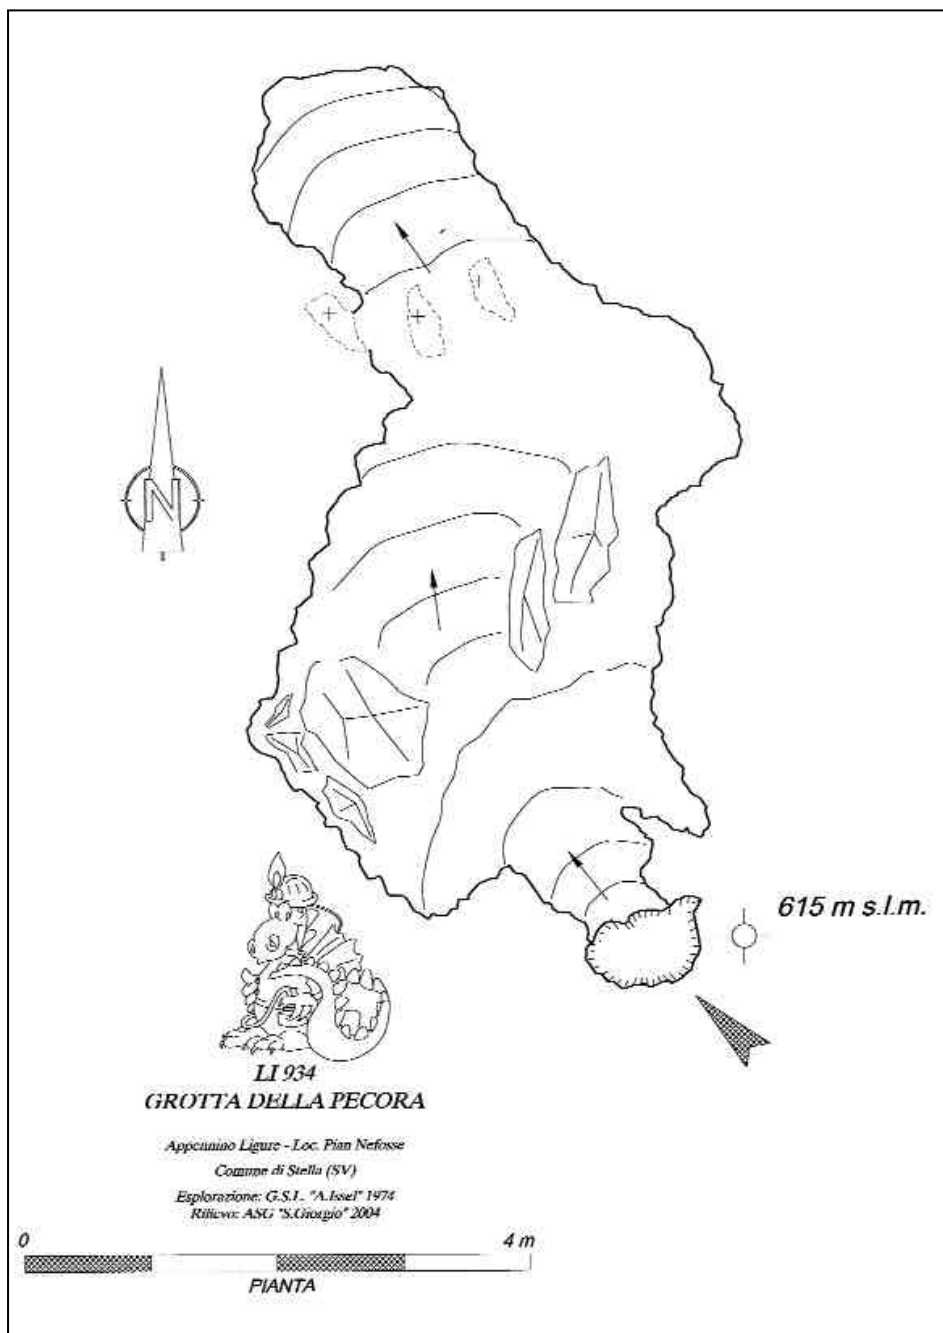 N
615 m s.l.m.
LI 934
GROTTA DELLA PECORA
Appennino Ligure - Loc. Pian Nefosse
Comune di Stella (SV)
Esplorazione: G.S.L. "A.Issel" 1974
Rilievo: ASG "S.Giorgio" 2004
0 4 m
PIANTA